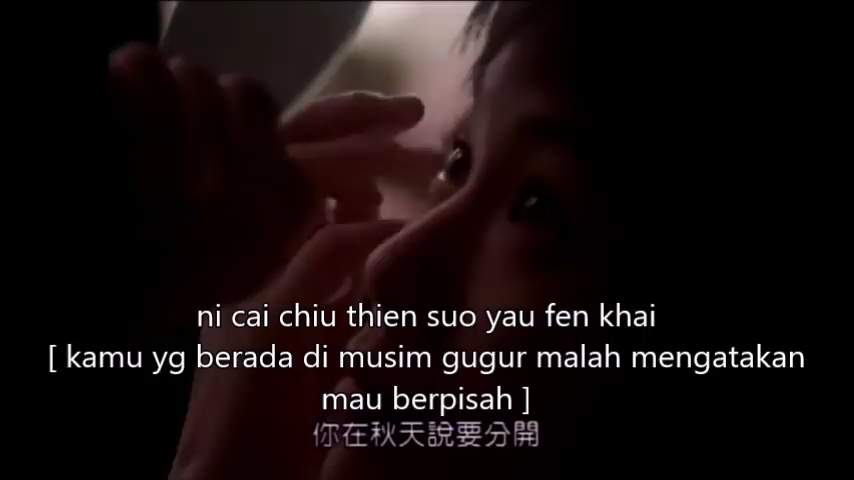 ni cai chiu thien suo yau fen khai
[ kamu yg berada di musim gugur malah mengatakan
mau berpisah ]
你在秋天說要分開